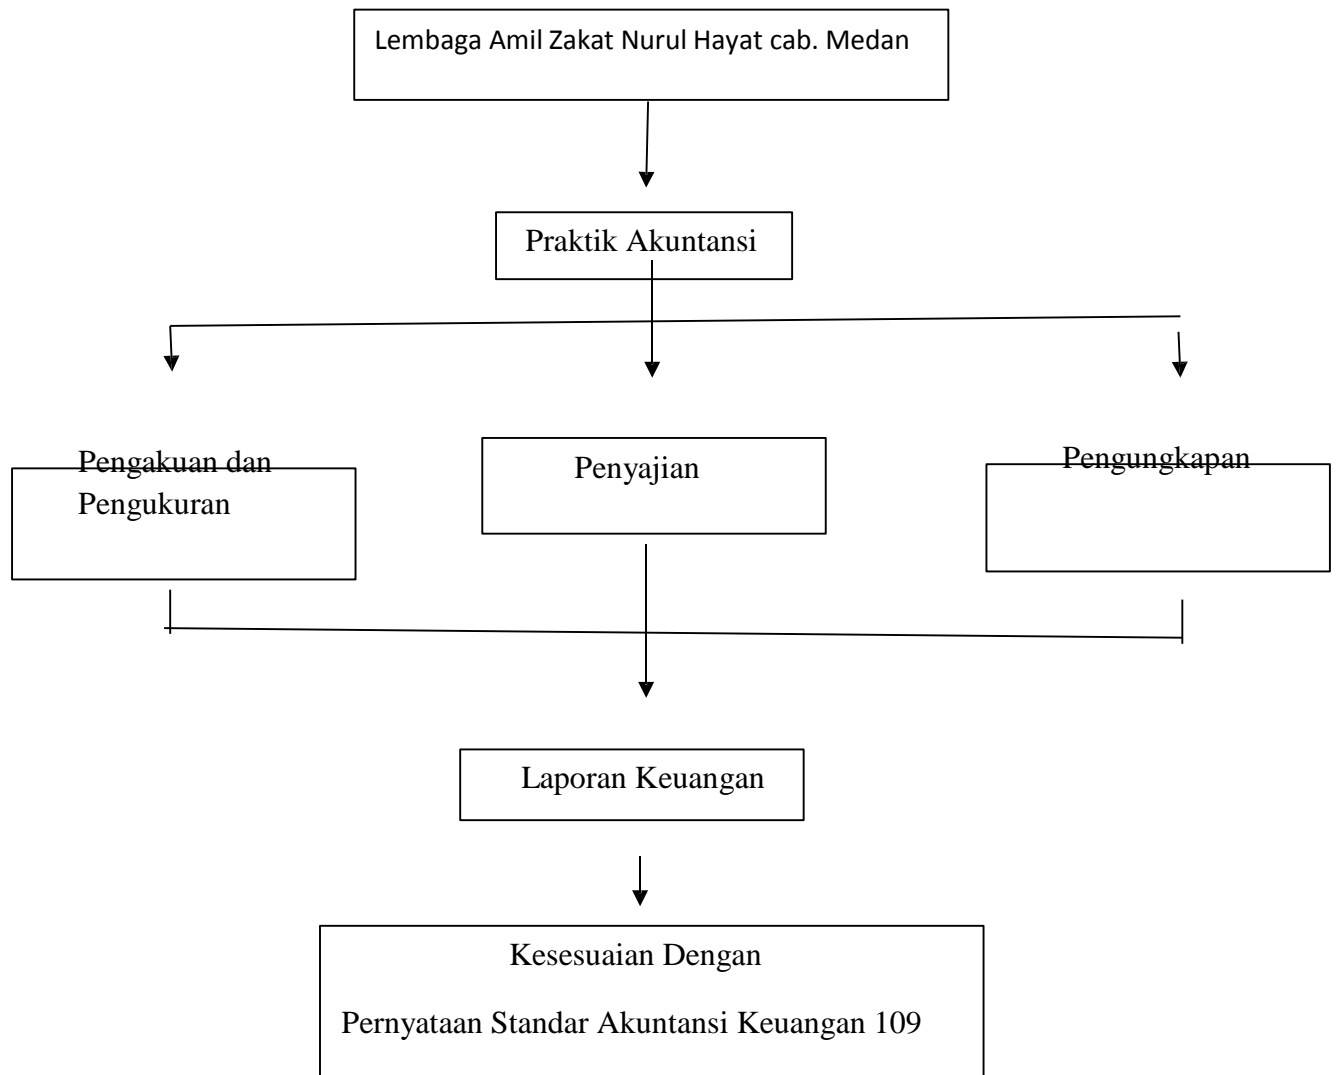 Lembaga Amil Zakat Nurul Hayat cab. Medan
Praktik Akuntansi
Pengakuan dan
Pengukuran
Penyajian
Pengungkapan
Laporan Keuangan
Kesesuaian Dengan
Pernyataan Standar Akuntansi Keuangan 109